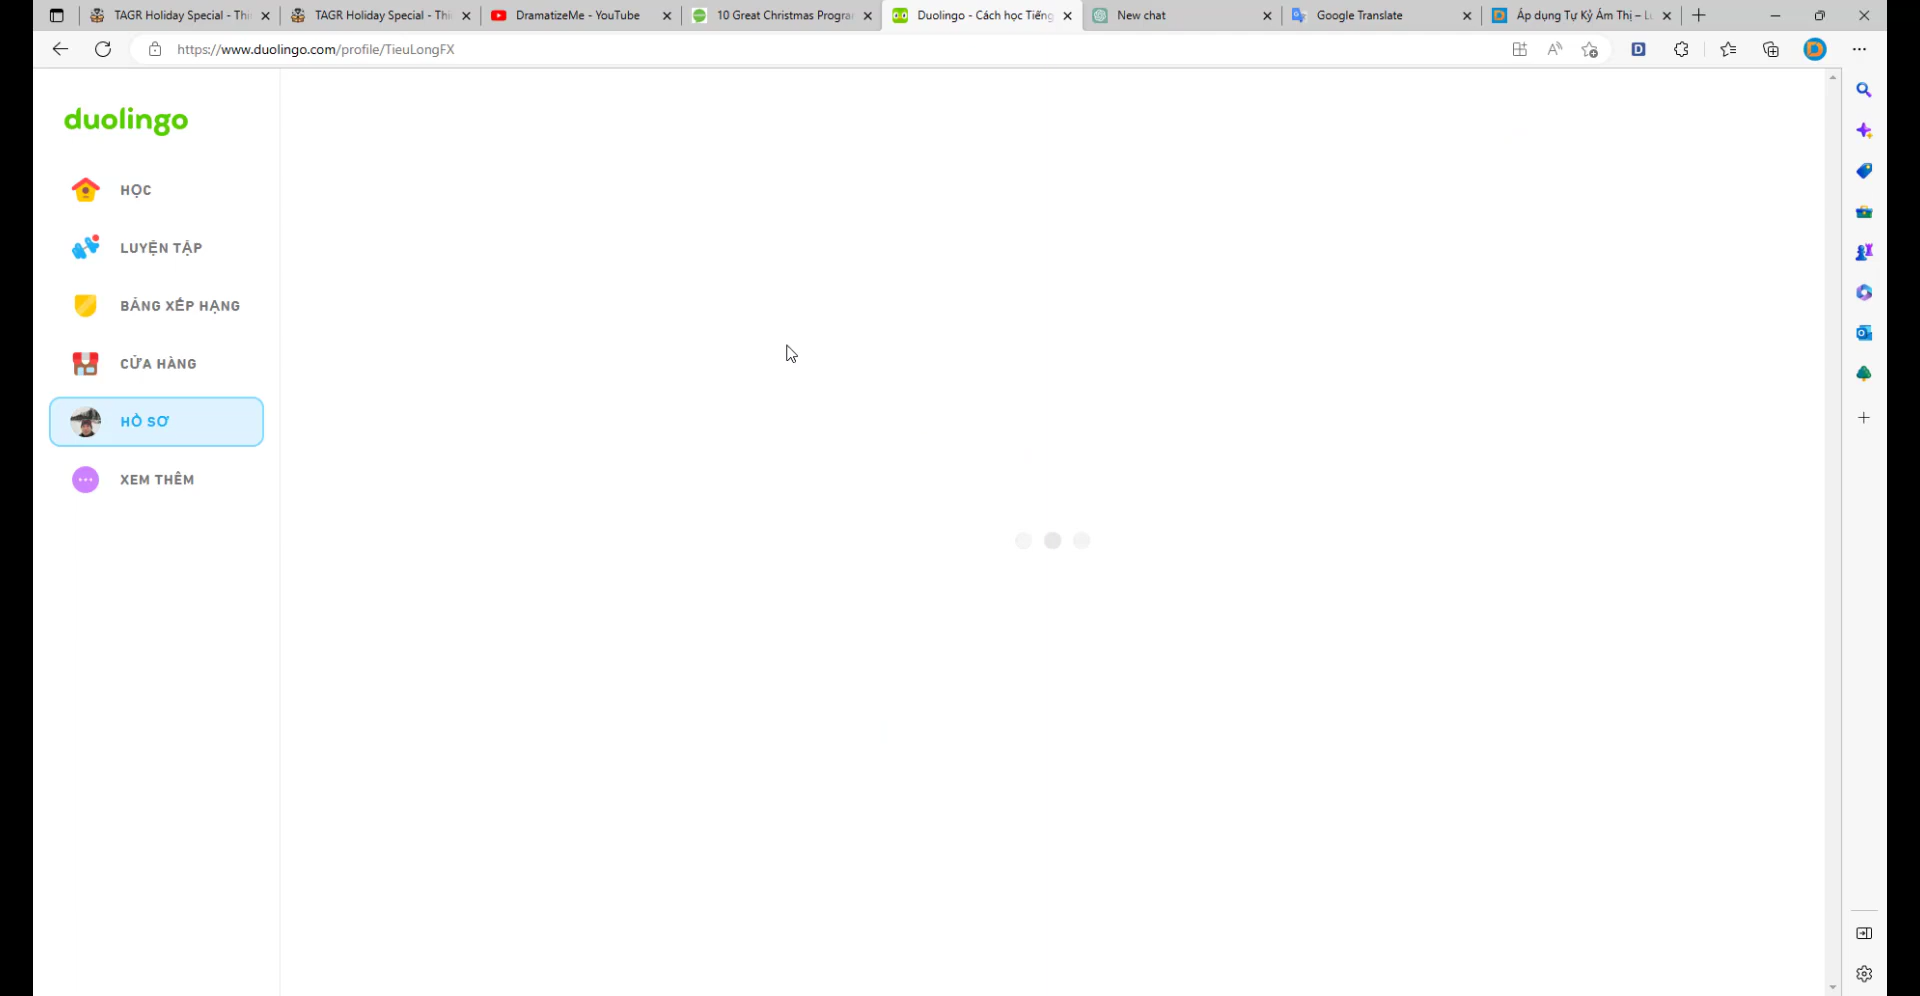 TAGR Holiday Special - Thi
TAGR Holiday Special - Thi
DramatizeMe - YouTube
10 Great Christmas Progra
Duolingo - Cách học Tiếng
New chat
Google Translate
Áp dụng Tự Kỷ Ám Thị – L
https://www.duolingo.com/profile/TieuLongFX
duolingo
HỌC
LUYỆN TẬP
BẢNG XẾP HẠNG
CỬA HÀNG
HỒ SƠ
XEM THÊM